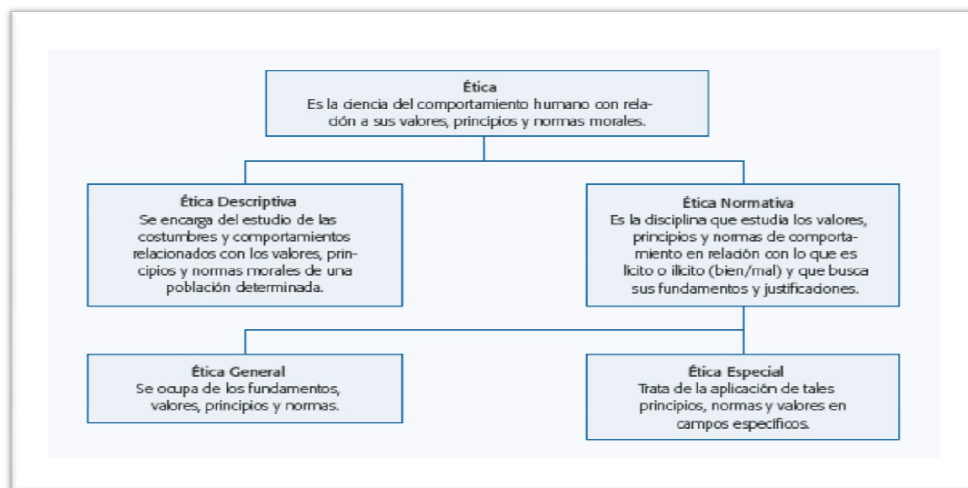 Ética
Es la ciencia del comportamiento humano con rela-
ción a sus valores, principios y normas morales.
Ética Descriptiva
Se encarga del estudio de las
costumbres y comportamientos
relacionados con los valores, prin-
cipios y normas morales de una
población determinada.
Ética Normativa
Es la disciplina que estudia los valores,
principios y normas de comporta-
miento en relación con lo que es
lícito o ilícito (bien/mal) y que busca
sus fundamentos y justificaciones.
Ética General
Se ocupa de los fundamentos,
valores, principios y normas.
Ética Especial
Trata de la aplicación de tales
principios, normas y valores en
campos específicos.